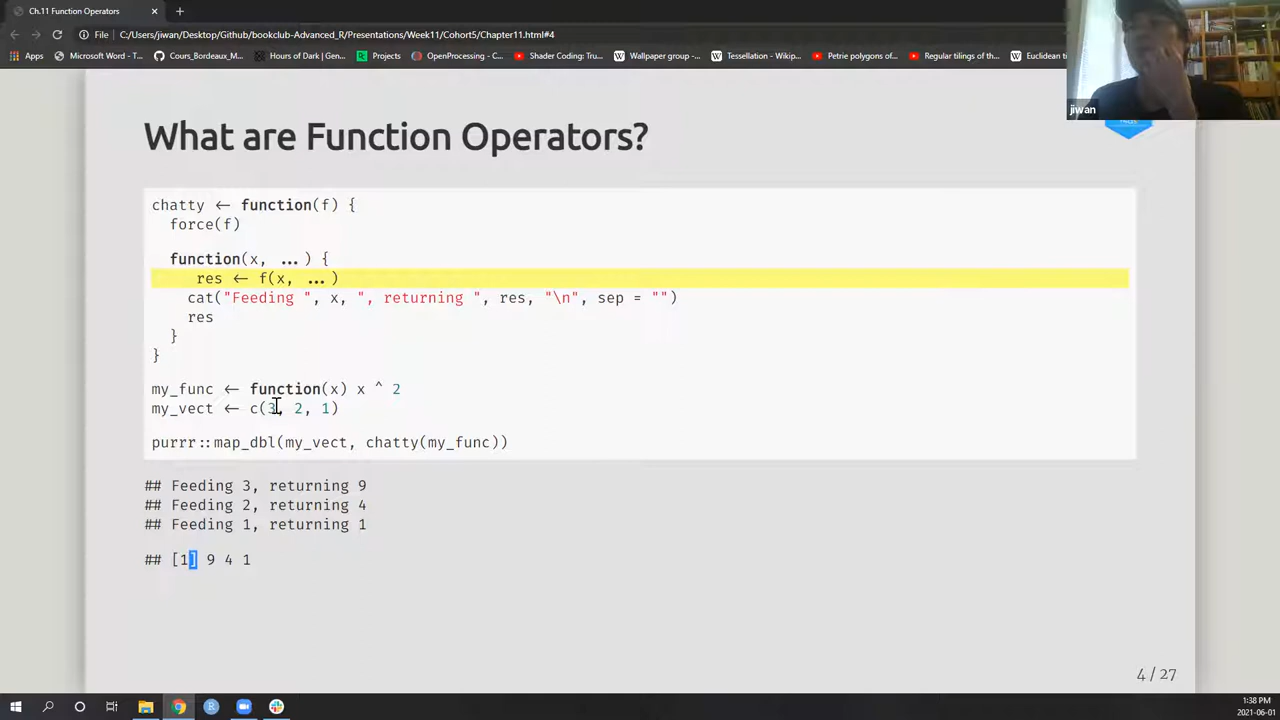 Ch.11 Function Operators
File | C:/Users/jiwan/Desktop/Github/bookclub-Advanced_R/Presentations/Week11/Cohort5/Chapter11.html#4
Apps Microsoft Word - T... Cours_Bordeaux_M... Hours of Dark | Gen... Projects OpenProcessing - C... Shader Coding: Tru... Wallpaper group -... Tessellation - Wikip... Petrie polygons of... Regular tilings of th... Euclidean
jiwan
What are Function Operators?
chatty ← function(f) {
force(f)
function(x, ...) {
res ← f(x, ...)
cat("Feeding ", x, ", returning ", res, "\n", sep = "")
res
}
}
my_func ← function(x) x ^ 2
my_vect ← c(3, 2, 1)
purrr::map_dbl(my_vect, chatty(my_func))
## Feeding 3, returning 9
## Feeding 2, returning 4
## Feeding 1, returning 1
## [1] 9 4 1
4 / 27
1:38 PM
2021-06-01